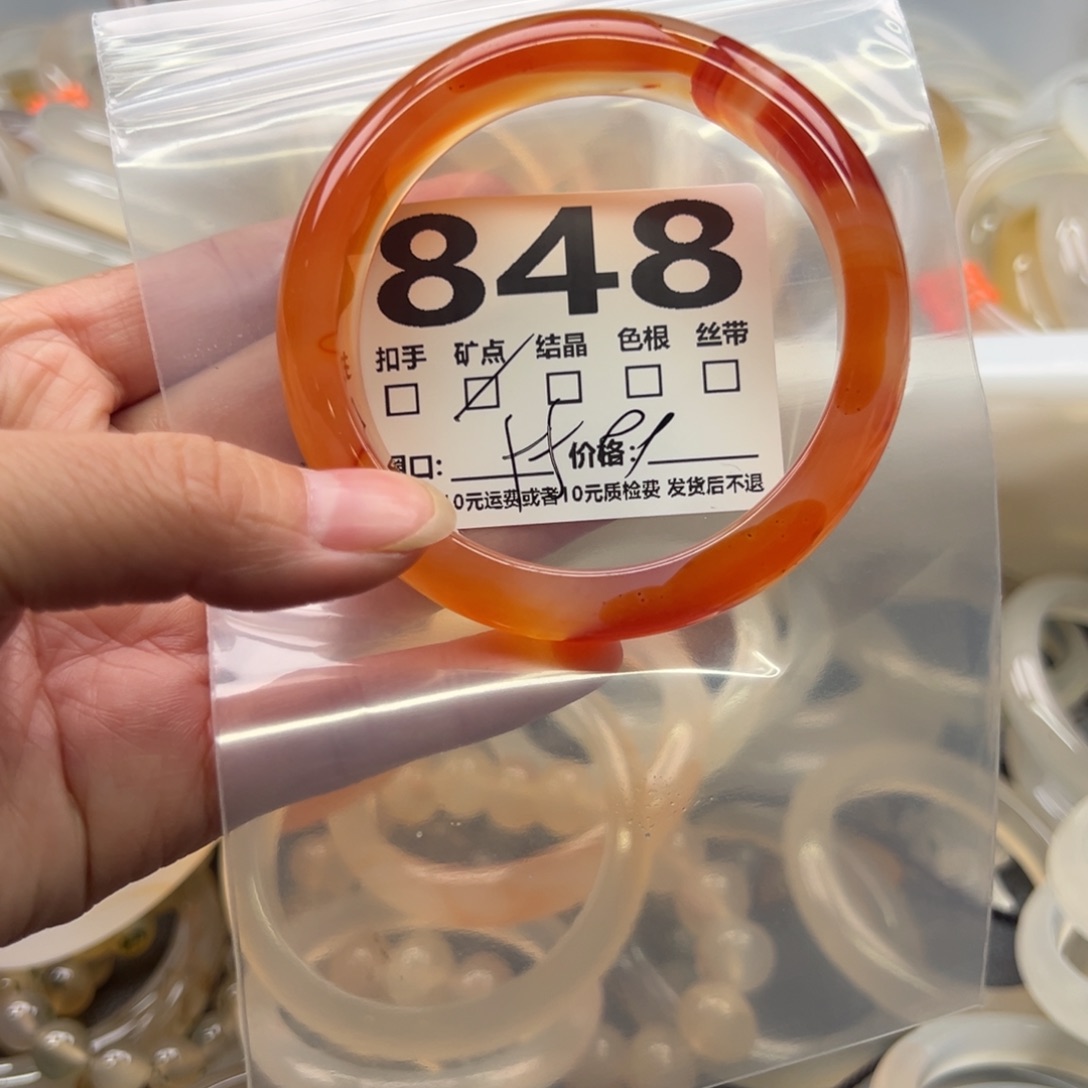 848
扣手 矿点 结晶 色根 丝带
口: 价格:
10元运费或者10元质检费 发货后不退